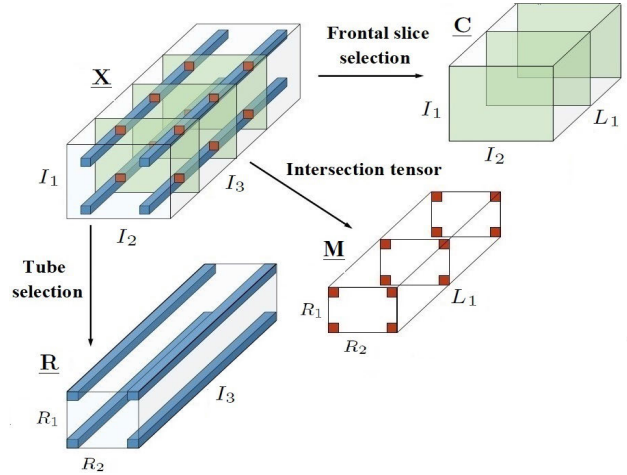 X
Frontal slice
selection
C
I₁
I₂
L₁
I₁
I₂
I₃
Intersection tensor
Tube
selection
M
R₁
R₂
L₁
R
R₁
R₂
I₃